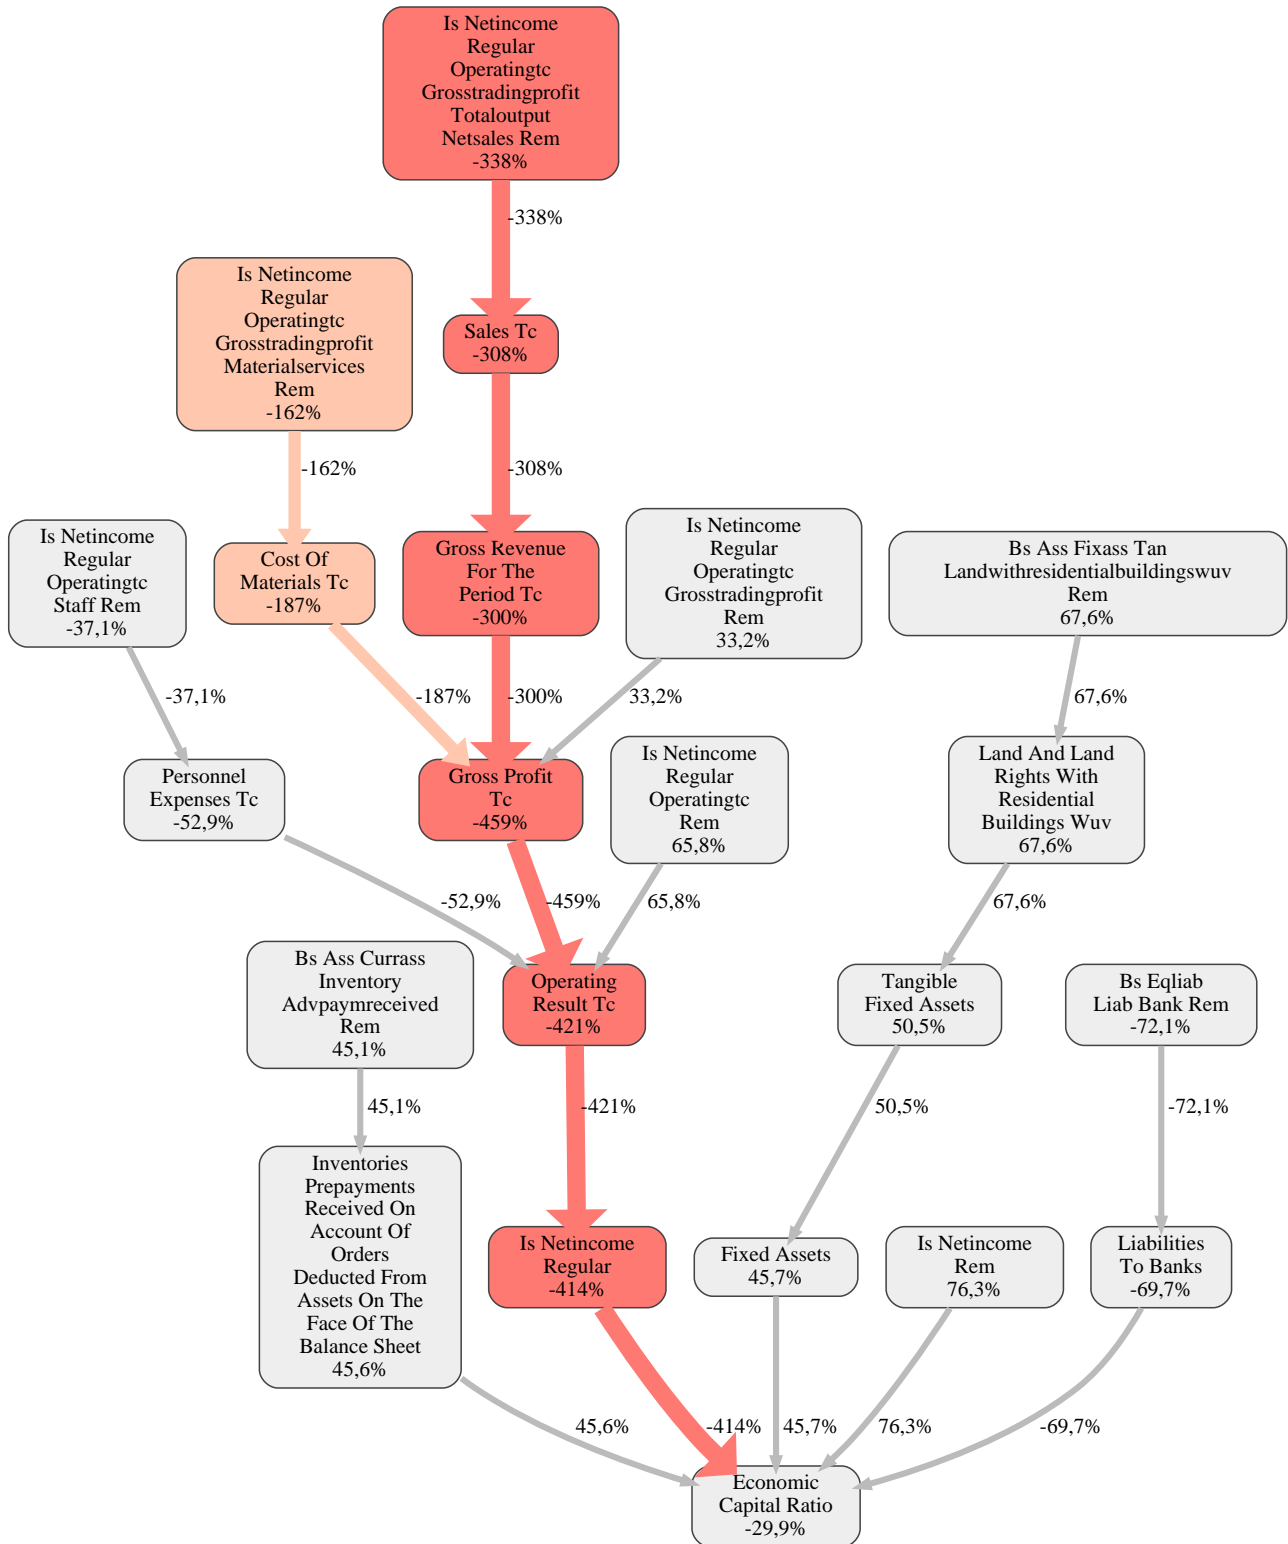 Is Netincome
Regular
Operatingtc
Grosstradingprofit
Totaloutput
Netsales Rem
-338%
-338%
Is Netincome
Regular
Operatingtc
Grosstradingprofit
Materialservices
Rem
-162%
Sales Tc
-308%
-162%
-308%
Is Netincome
Regular
Operatingtc
Staff Rem
-37,1%
Cost Of
Materials Tc
-187%
Gross Revenue
For The
Period Tc
-300%
Is Netincome
Regular
Operatingtc
Grosstradingprofit
Rem
33,2%
Bs Ass Fixass Tan
Landwithresidentialbuildingswuv
Rem
67,6%
-37,1%
-187%
-300%
33,2%
67,6%
Personnel
Expenses Tc
-52,9%
Gross Profit
Tc
-459%
Is Netincome
Regular
Operatingtc
Rem
65,8%
Land And Land
Rights With
Residential
Buildings Wuv
67,6%
-52,9%
-459%
65,8%
67,6%
Bs Ass Currass
Inventory
Advpaymreceived
Rem
45,1%
Operating
Result Tc
-421%
Tangible
Fixed Assets
50,5%
Bs Eqliab
Liab Bank Rem
-72,1%
45,1%
-421%
50,5%
-72,1%
Inventories
Prepayments
Received On
Account Of
Orders
Deducted From
Assets On The
Face Of The
Balance Sheet
45,6%
Is Netincome
Regular
-414%
Fixed Assets
45,7%
Is Netincome
Rem
76,3%
Liabilities
To Banks
-69,7%
45,6%
-414%
45,7%
76,3%
-69,7%
Economic
Capital Ratio
-29,9%